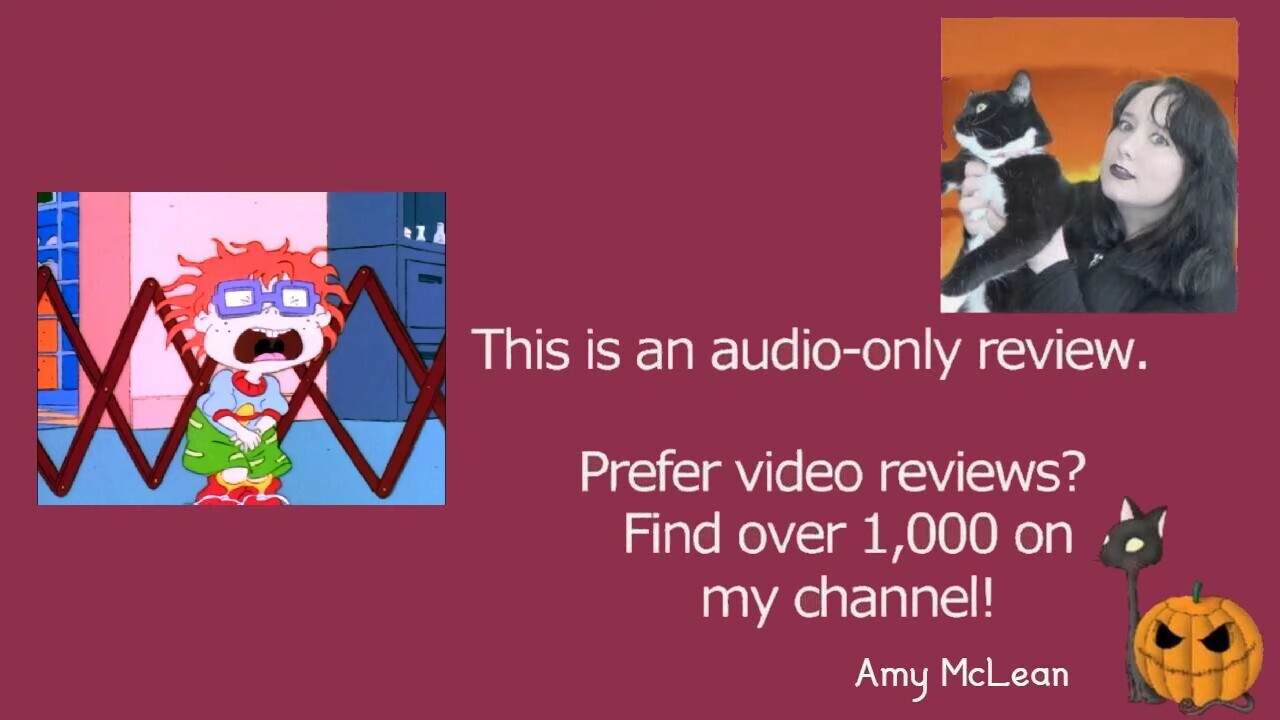 This is an audio-only review.
Prefer video reviews?
Find over 1,000 on
my channel!
Amy McLean